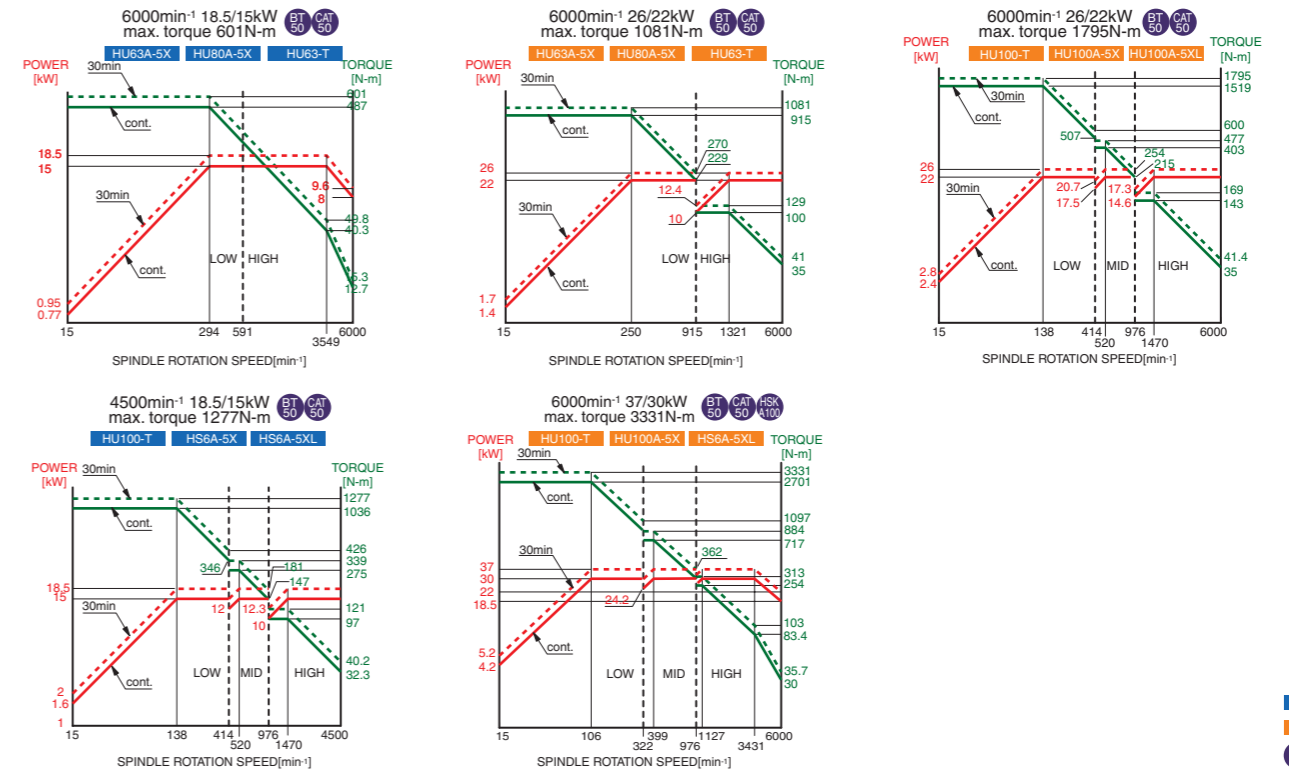 6000min-1 18.5/15kW
max. torque 601N-m
BT 50 CAT 50
HU63A-5X HU80A-5X HU63-T
POWER [kW]
TORQUE [N-m]
30min
601
487
cont.
18.5
15
9.6
8
30min
49.8
40.3
LOW HIGH
cont.
0.95
0.77
12.7
15 294 591 3549 6000
SPINDLE ROTATION SPEED[min-1]
6000min-1 26/22kW
max. torque 1081N-m
BT 50 CAT 50
HU63A-5X HU80A-5X HU63-T
POWER [kW]
TORQUE [N-m]
30min
1081
915
cont.
270
229
26
22
12.4
10
129
100
30min
LOW HIGH
41
35
cont.
1.7
1.4
15 250 915 1321 6000
SPINDLE ROTATION SPEED[min-1]
6000min-1 26/22kW
max. torque 1795N-m
BT 50 CAT 50
HU100-T HU100A-5X HU100A-5XL
POWER [kW]
TORQUE [N-m]
1795
1519
30min
cont.
600
507
477
403
254
215
26
22
30min
20.7
17.5
17.3
14.6
169
143
cont.
LOW MID HIGH
41.4
35
2.8
2.4
15 138 414 520 976 1470 6000
SPINDLE ROTATION SPEED[min-1]
4500min-1 18.5/15kW
max. torque 1277N-m
BT 50 CAT 50
HU100-T HS6A-5X HS6A-5XL
POWER [kW]
TORQUE [N-m]
30min
1277
1036
cont.
426
346
339
275
181
147
18.5
15
30min
12
12.3
10
121
97
LOW MID HIGH
40.2
32.3
cont.
2
1.6
1
15 138 414 520 976 1470 4500
SPINDLE ROTATION SPEED[min-1]
6000min-1 37/30kW
max. torque 3331N-m
BT 50 CAT 50 HSK A100
HU100-T HU100A-5X HS6A-5XL
POWER [kW]
TORQUE [N-m]
30min
3331
2701
cont.
1097
884
717
30min
362
37
30
22
18.5
24.2
313
254
103
83.4
cont.
5.2
4.2
LOW MID HIGH
35.7
30
15 106 322 399 976 1127 3431 6000
SPINDLE ROTATION SPEED[min-1]